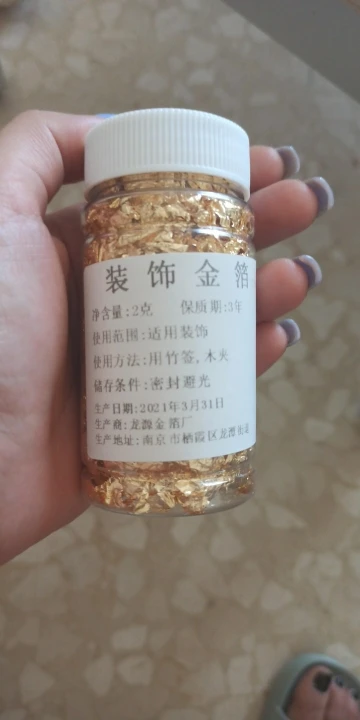 装饰金箔
净含量:2克 保质期:3年
使用范围:适用装饰
使用方法:用竹签,木夹
储存条件:密封避光
生产日期:2021年3月31日
生产商:龙源金箔厂
生产地址:南京市栖霞区龙潭街道